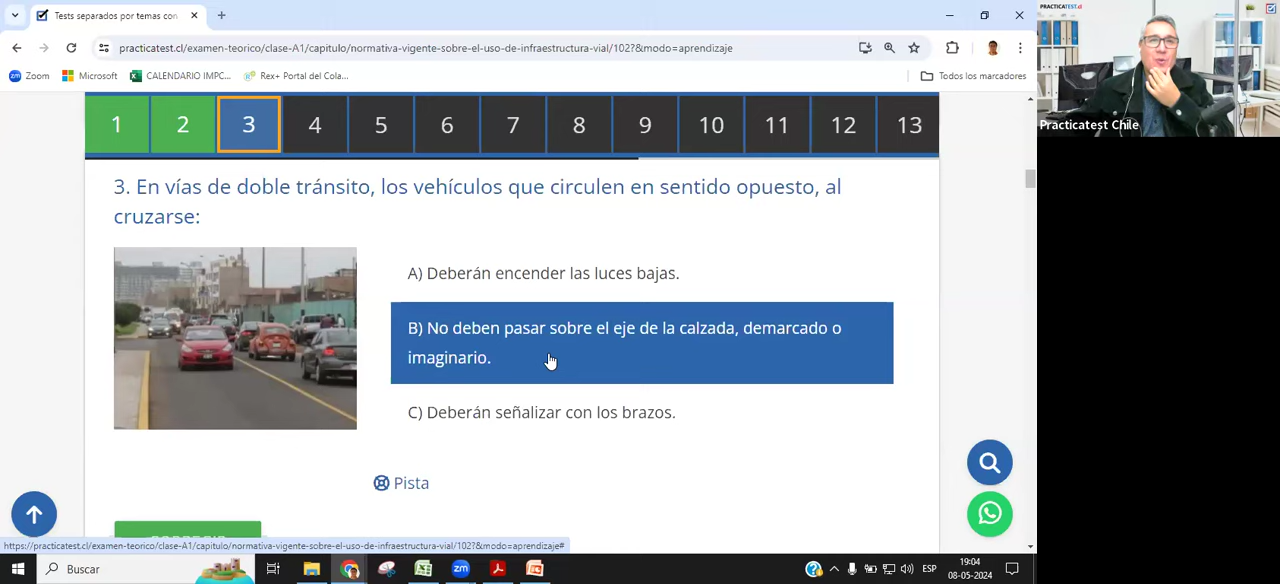 Tests separados por temas con
practicatest.cl/examen-teorico/clase-A1/capitulo/normativa-vigente-sobre-el-uso-de-infraestructura-vial/102?&modo=aprendizaje
zm Zoom
Microsoft
CALENDARIO IMPC...
Rex+ Portal del Cola...
Todos los marcadores
PRACTICATEST.cl
Practicatest Chile
1 2 3 4 5 6 7 8 9 10 11 12 13
3. En vías de doble tránsito, los vehículos que circulen en sentido opuesto, al
cruzarse:
A) Deberán encender las luces bajas.
B) No deben pasar sobre el eje de la calzada, demarcado o
imaginario.
C) Deberán señalizar con los brazos.
Pista
https://practicatest.cl/examen-teorico/clase-A1/capitulo/normativa-vigente-sobre-el-uso-de-infraestructura-vial/102?&modo=aprendizaje#
Buscar
zm
ESP
19:04
08-05-2024